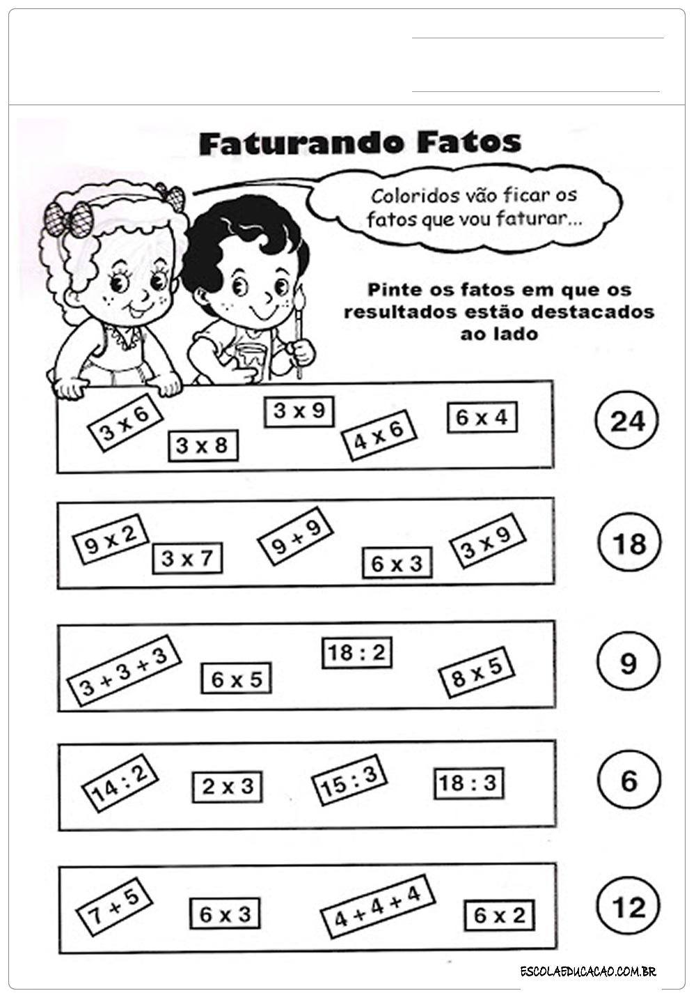 Faturando Fatos
Coloridos vão ficar os
fatos que vou faturar...
Pinte os fatos em que os
resultados estão destacados
ao lado
3 x 6
3 x 8
3 x 9
4 x 6
6 x 4
24
9 x 2
3 x 7
9 + 9
6 x 3
3 x 9
18
3 + 3 + 3
6 x 5
18 : 2
8 x 5
9
14 : 2
2 x 3
15 : 3
18 : 3
6
7 + 5
6 x 3
4 + 4 + 4
6 x 2
12
ESCOLAEDUCACAO.COM.BR